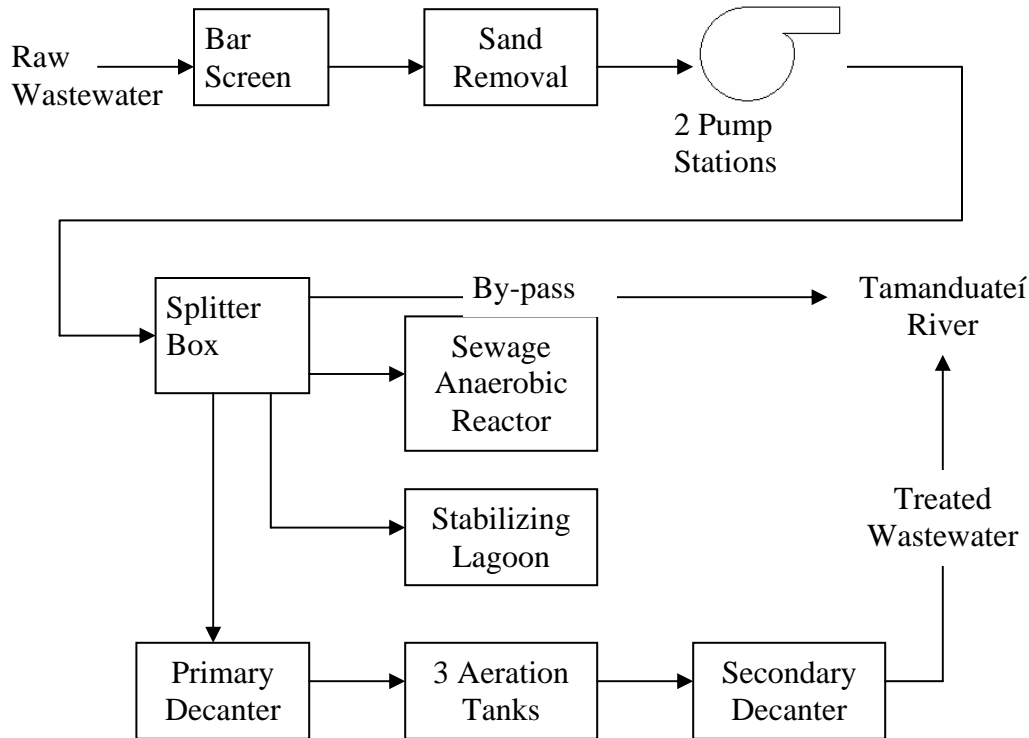 Raw
Wastewater
Bar
Screen
Sand
Removal
2 Pump
Stations
Splitter
Box
By-pass
Tamanduateí
River
Sewage
Anaerobic
Reactor
Stabilizing
Lagoon
Treated
Wastewater
Primary
Decanter
3 Aeration
Tanks
Secondary
Decanter